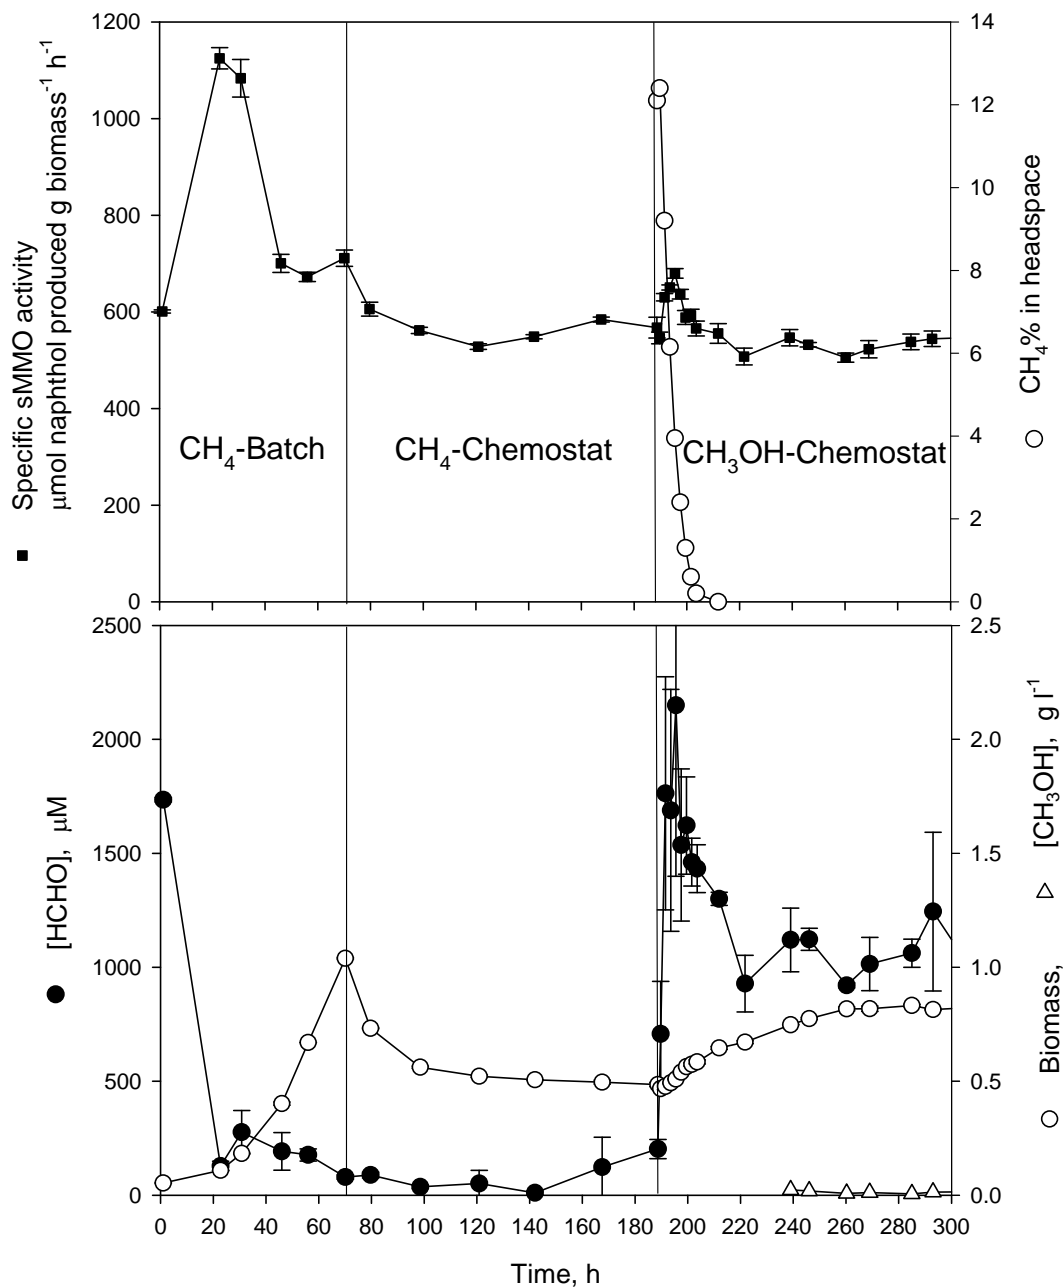 Specific sMMO activity
μmol naphthol produced g biomass⁻¹ h⁻¹
1200
1000
800
600
400
200
0
CH₄-Batch
CH₄-Chemostat
CH₃OH-Chemostat
14
12
10
8
6
4
2
0
CH₄% in headspace
[HCHO], μM
2500
2000
1500
1000
500
0
2.5
2.0
1.5
1.0
0.5
0.0
Biomass, [CH₃OH], g l⁻¹
0 20 40 60 80 100 120 140 160 180 200 220 240 260 280 300
Time, h